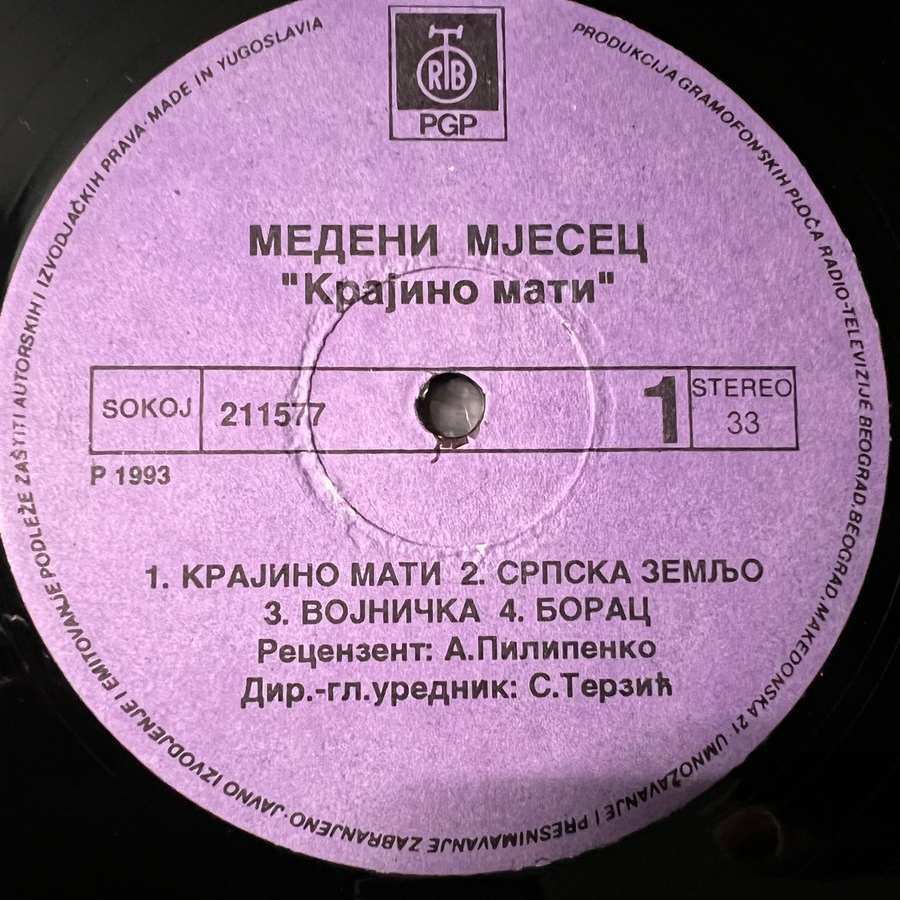 RTB
PGP
МЕДЕНИ МЈЕСЕЦ
"Крајино мати"
SOKOJ 211577 1 STEREO
33
P 1993
1. КРАЈИНО МАТИ 2. СРПСКА ЗЕМЉО
3. ВОЈНИЧКА 4. БОРАЦ
Рецензент: А.Пилипенко
Дир.-гл.уредник: С.Терзић
PRODUKCIJA GRAMOFONSKIH PLOČA RADIO-TELEVIZIJE BEOGRAD, BEOGRAD, MAKEDONSKA 21· UMNOŽAVANJE I PRESNIMAVANJE ZABRANJENO· JAVNO IZVODJENJE I EMITOVANJE PODLEŽE ZAŠTITI AUTORSKIH I IZVODJAČKIH PRAVA· MADE IN YUGOSLAVIA